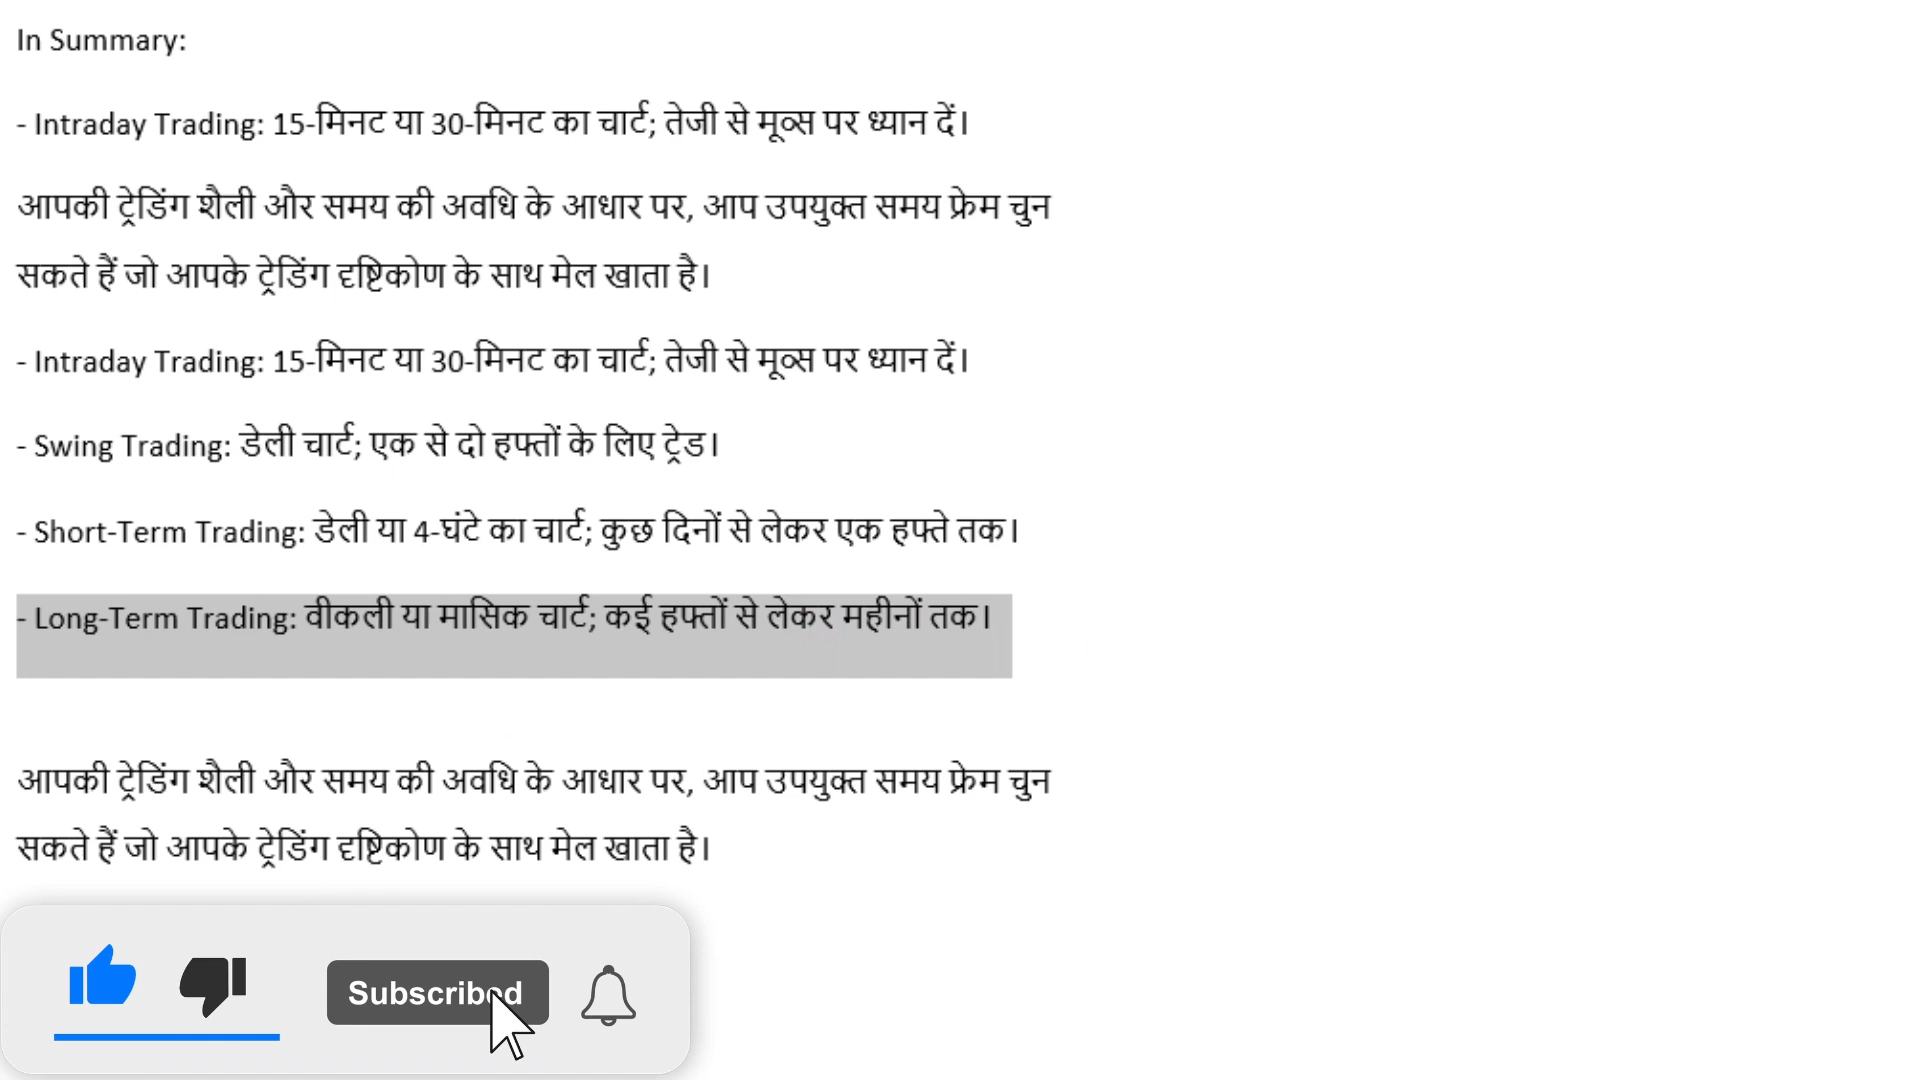 In Summary:
- Intraday Trading: 15-मिनट या 30-मिनट का चार्ट; तेजी से मूव्स पर ध्यान दें।
आपकी ट्रेडिंग शैली और समय की अवधि के आधार पर, आप उपयुक्त समय फ्रेम चुन
सकते हैं जो आपके ट्रेडिंग दृष्टिकोण के साथ मेल खाता है।
- Intraday Trading: 15-मिनट या 30-मिनट का चार्ट; तेजी से मूव्स पर ध्यान दें।
- Swing Trading: डेली चार्ट; एक से दो हफ्तों के लिए ट्रेड।
- Short-Term Trading: डेली या 4-घंटे का चार्ट; कुछ दिनों से लेकर एक हफ्ते तक।
- Long-Term Trading: वीकली या मासिक चार्ट; कई हफ्तों से लेकर महीनों तक।
आपकी ट्रेडिंग शैली और समय की अवधि के आधार पर, आप उपयुक्त समय फ्रेम चुन
सकते हैं जो आपके ट्रेडिंग दृष्टिकोण के साथ मेल खाता है।
Subscribed